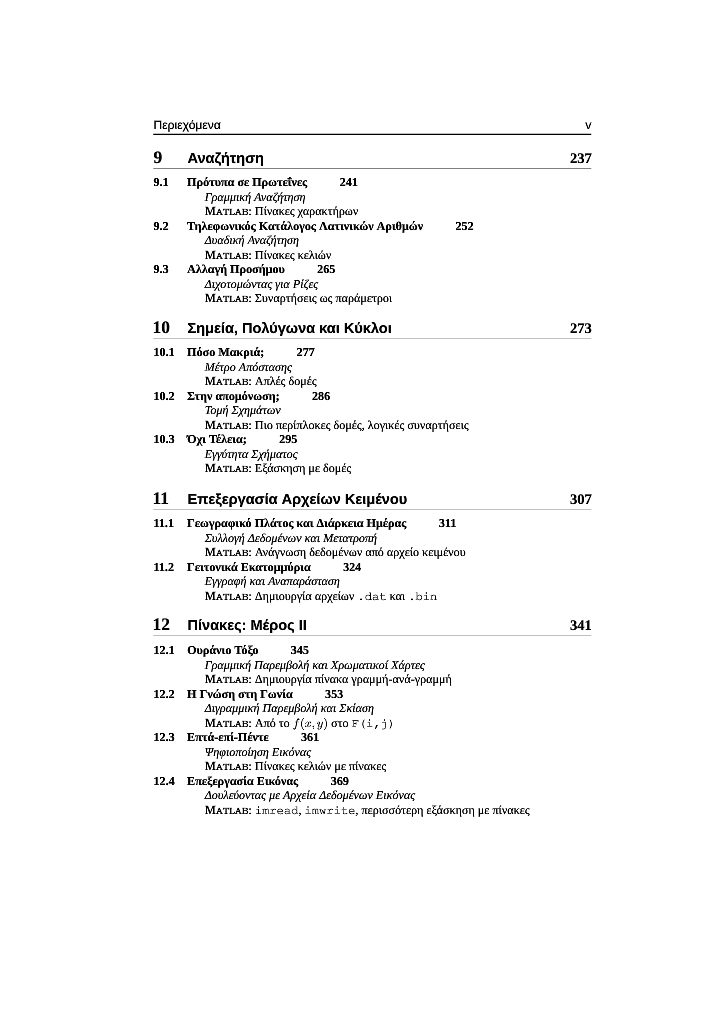 Περιεχόμενα v
9 Αναζήτηση 237
9.1 Πρότυπα σε Πρωτεΐνες 241
Γραμμική Αναζήτηση
MATLAB: Πίνακες χαρακτήρων
9.2 Τηλεφωνικός Κατάλογος Λατινικών Αριθμών 252
Δυαδική Αναζήτηση
MATLAB: Πίνακες κελιών
9.3 Αλλαγή Προσήμου 265
Διχοτομώντας για Ρίζες
MATLAB: Συναρτήσεις ως παράμετροι
10 Σημεία, Πολύγωνα και Κύκλοι 273
10.1 Πόσο Μακριά; 277
Μέτρο Απόστασης
MATLAB: Απλές δομές
10.2 Στην απομόνωση; 286
Τομή Σχημάτων
MATLAB: Πιο περίπλοκες δομές, λογικές συναρτήσεις
10.3 Όχι Τέλεια; 295
Εγγύτητα Σχήματος
MATLAB: Εξάσκηση με δομές
11 Επεξεργασία Αρχείων Κειμένου 307
11.1 Γεωγραφικό Πλάτος και Διάρκεια Ημέρας 311
Συλλογή Δεδομένων και Μετατροπή
MATLAB: Ανάγνωση δεδομένων από αρχείο κειμένου
11.2 Γειτονικά Εκατομμύρια 324
Εγγραφή και Αναπαράσταση
MATLAB: Δημιουργία αρχείων .dat και .bin
12 Πίνακες: Μέρος II 341
12.1 Ουράνιο Τόξο 345
Γραμμική Παρεμβολή και Χρωματικοί Χάρτες
MATLAB: Δημιουργία πίνακα γραμμή-ανά-γραμμή
12.2 Η Γνώση στη Γωνία 353
Διγραμμική Παρεμβολή και Σκίαση
MATLAB: Από το f(x,y) στο F(i,j)
12.3 Επτά-επί-Πέντε 361
Ψηφιοποίηση Εικόνας
MATLAB: Πίνακες κελιών με πίνακες
12.4 Επεξεργασία Εικόνας 369
Δουλεύοντας με Αρχεία Δεδομένων Εικόνας
MATLAB: imread, imwrite, περισσότερη εξάσκηση με πίνακες